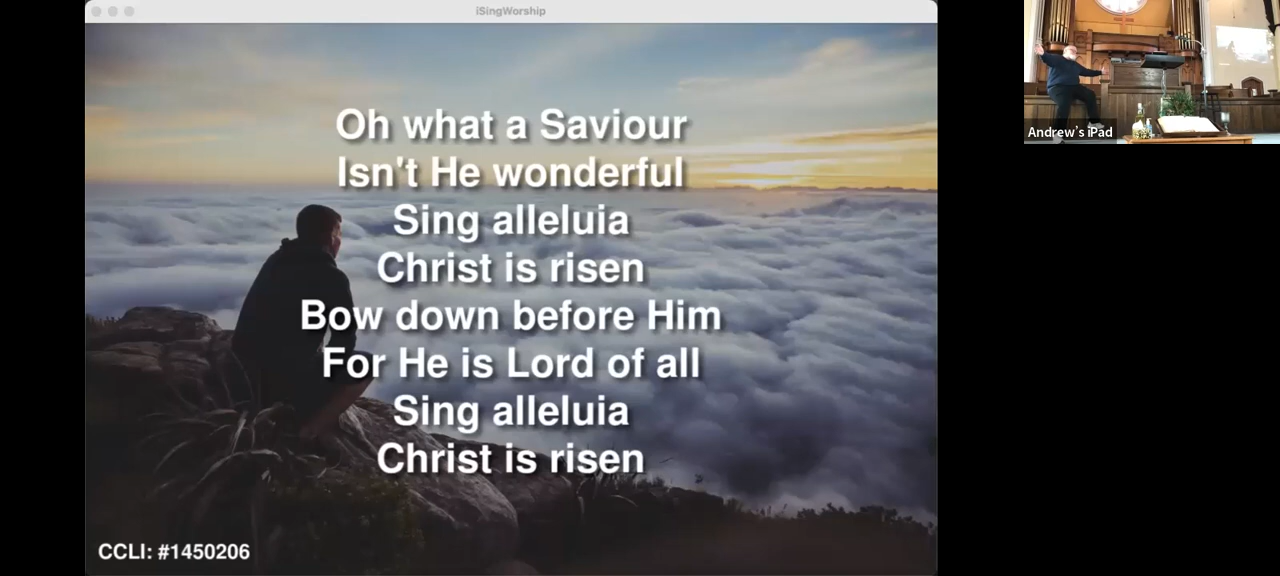 iSingWorship
Oh what a Saviour
Isn't He wonderful
Sing alleluia
Christ is risen
Bow down before Him
For He is Lord of all
Sing alleluia
Christ is risen
CCLI: #1450206
Andrew's iPad